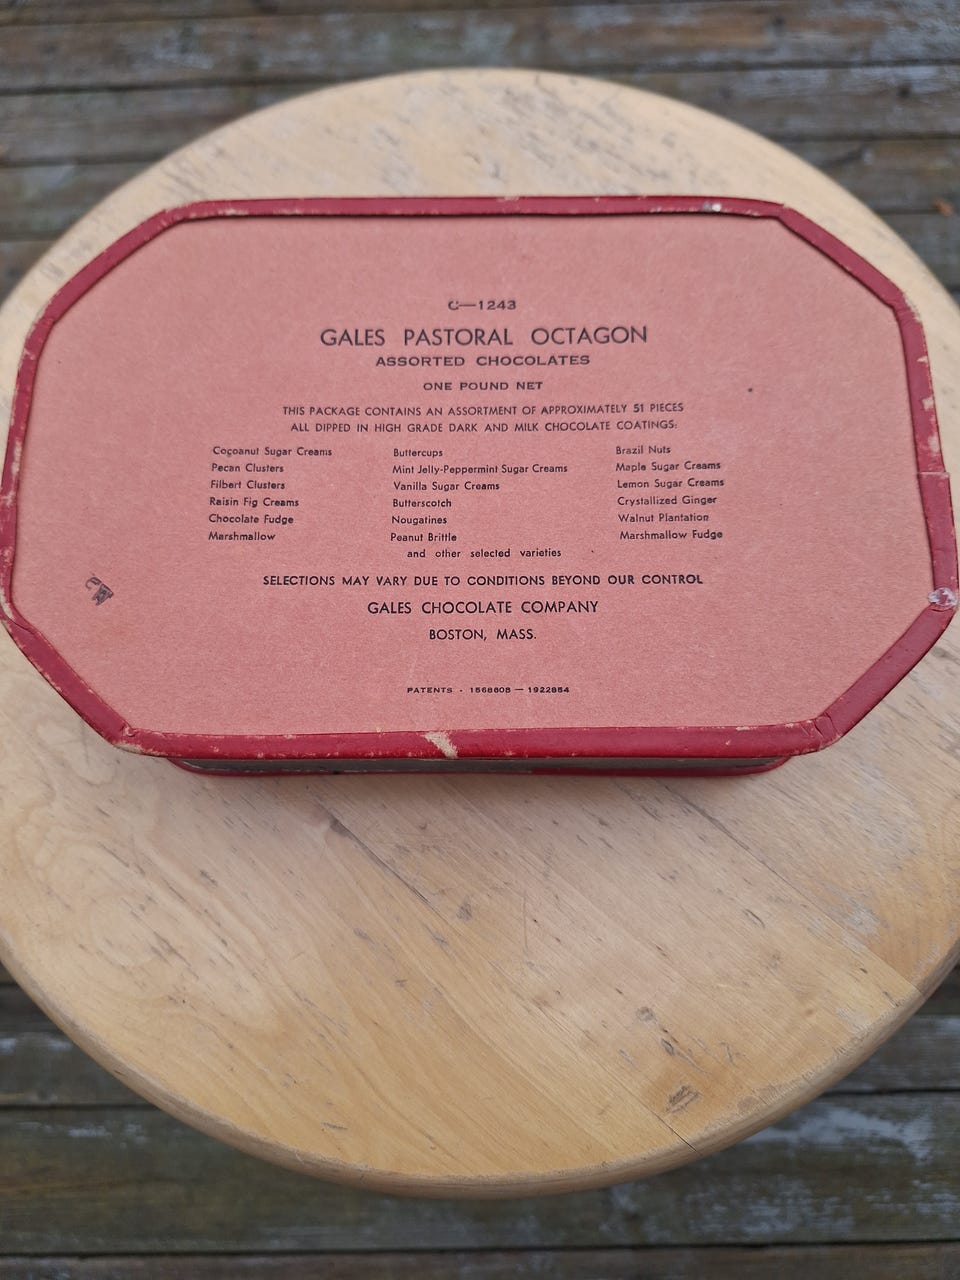 C—1243
GALES PASTORAL OCTAGON
ASSORTED CHOCOLATES
ONE POUND NET
THIS PACKAGE CONTAINS AN ASSORTMENT OF APPROXIMATELY 51 PIECES
ALL DIPPED IN HIGH GRADE DARK AND MILK CHOCOLATE COATINGS:
Cocoanut Sugar Creams Buttercups Brazil Nuts
Pecan Clusters Mint Jelly-Peppermint Sugar Creams Maple Sugar Creams
Filbert Clusters Vanilla Sugar Creams Lemon Sugar Creams
Raisin Fig Creams Butterscotch Crystallized Ginger
Chocolate Fudge Nougatines Walnut Plantation
Marshmallow Peanut Brittle Marshmallow Fudge
and other selected varieties
SELECTIONS MAY VARY DUE TO CONDITIONS BEYOND OUR CONTROL
GALES CHOCOLATE COMPANY
BOSTON, MASS.
PATENTS - 1568605 — 1922854